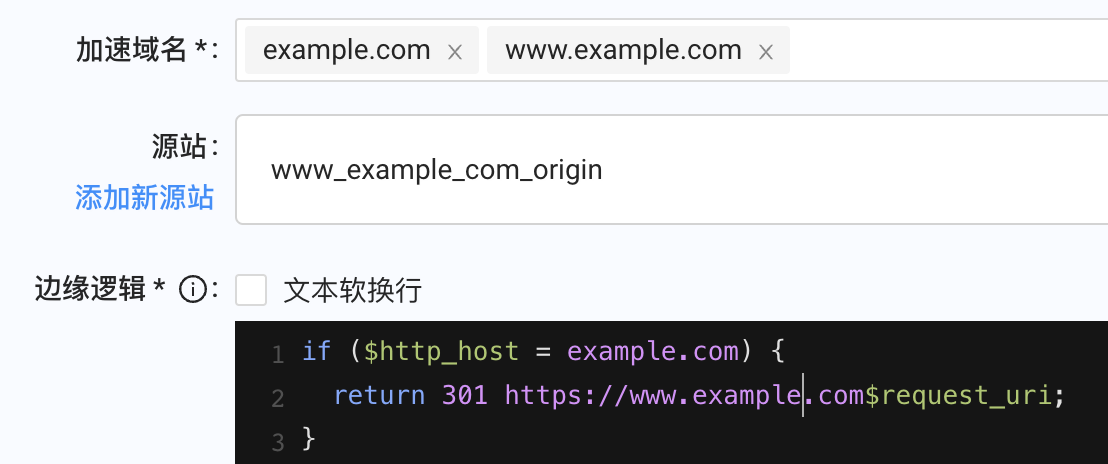 加速域名 *: example.com × www.example.com ×
源站: www_example_com_origin
添加新源站
边缘逻辑 * ⓘ: 文本软换行
1 if ($http_host = example.com) {
2 return 301 https://www.example.com$request_uri;
3 }